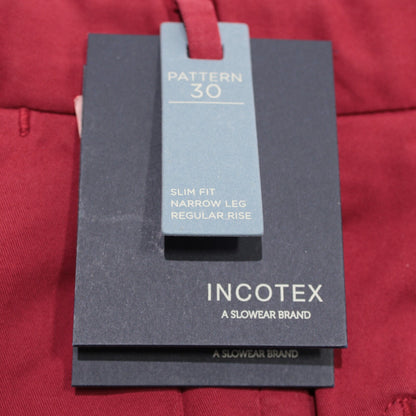 PATTERN
30
SLIM FIT
NARROW LEG
REGULAR RISE
INCOTEX
A SLOWEAR BRAND
A SLOWEAR BRAND